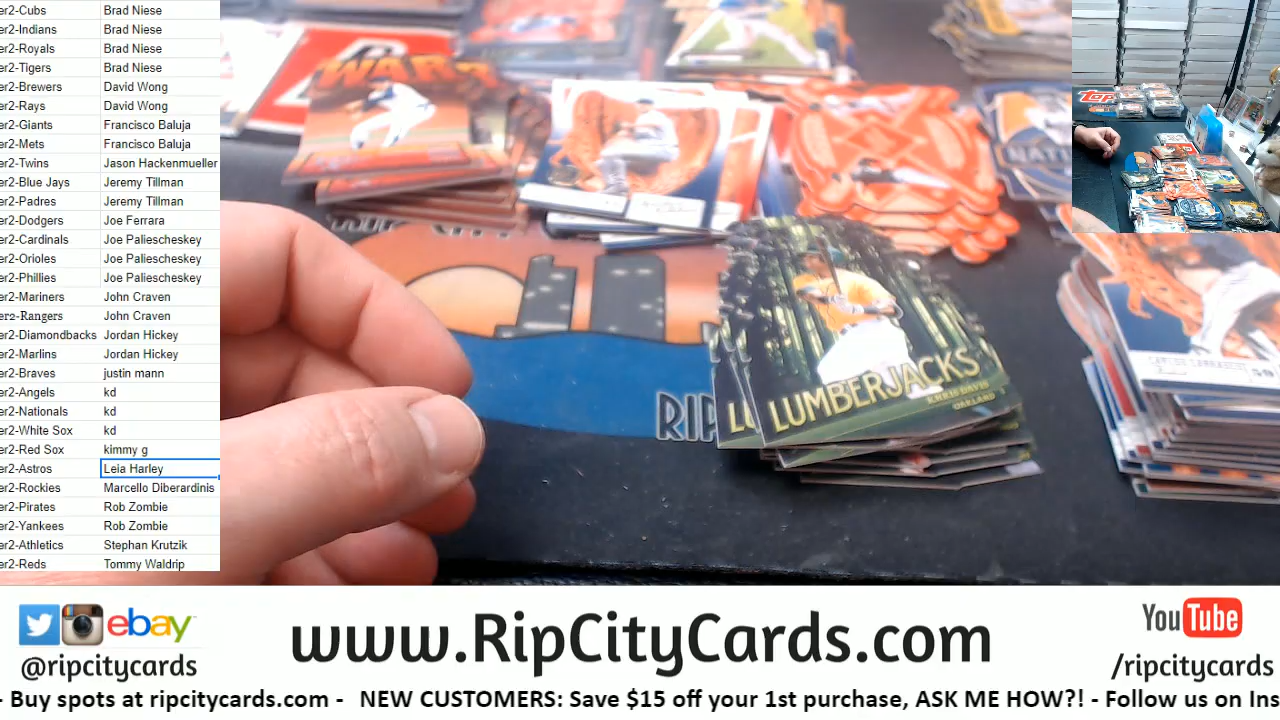 er2-Cubs Brad Niese
er2-Indians Brad Niese
er2-Royals Brad Niese
er2-Tigers Brad Niese
er2-Brewers David Wong
er2-Rays David Wong
er2-Giants Francisco Baluja
er2-Mets Francisco Baluja
er2-Twins Jason Hackenmueller
er2-Blue Jays Jeremy Tillman
er2-Padres Jeremy Tillman
er2-Dodgers Joe Ferrara
er2-Cardinals Joe Paliescheskey
er2-Orioles Joe Paliescheskey
er2-Phillies Joe Paliescheskey
er2-Mariners John Craven
er2-Rangers John Craven
er2-Diamondbacks Jordan Hickey
er2-Marlins Jordan Hickey
er2-Braves justin mann
er2-Angels kd
er2-Nationals kd
er2-White Sox kd
er2-Red Sox kimmy g
er2-Astros Leia Harley
er2-Rockies Marcello Diberardinis
er2-Pirates Rob Zombie
er2-Yankees Rob Zombie
er2-Athletics Stephan Krutzik
er2-Reds Tommy Waldrip
WAR
NAT
RIP
LU
LUMBERJACKS
KHRIS DAVIS
OAKLAND
TOPP
ebay
@ripcitycards
www.RipCityCards.com
YouTube
/ripcitycards
- Buy spots at ripcitycards.com - NEW CUSTOMERS: Save $15 off your 1st purchase, ASK ME HOW?! - Follow us on Ins